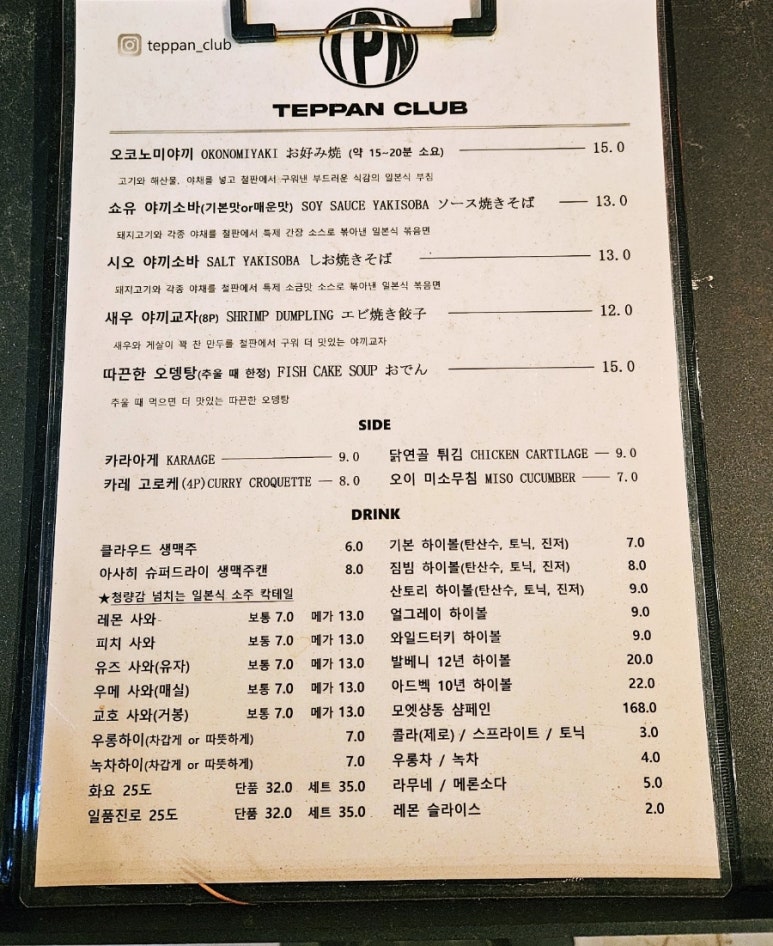 teppan_club
TPN
TEPPAN CLUB
오코노미야끼 OKONOMIYAKI お好み焼 (약 15~20분 소요) 15.0
고기와 해산물, 야채를 넣고 철판에서 구워낸 부드러운 식감의 일본식 부침
쇼유 야끼소바(기본맛or매운맛) SOY SAUCE YAKISOBA ソース焼きそば 13.0
돼지고기와 각종 야채를 철판에서 특제 간장 소스로 볶아낸 일본식 볶음면
시오 야끼소바 SALT YAKISOBA しお焼きそば 13.0
돼지고기와 각종 야채를 철판에서 특제 소금맛 소스로 볶아낸 일본식 볶음면
새우 야끼교자(8P) SHRIMP DUMPLING エビ焼き餃子 12.0
새우와 게살이 꽉 찬 만두를 철판에서 구워 더 맛있는 야끼교자
따끈한 오뎅탕(추울 때 한정) FISH CAKE SOUP おでん 15.0
추울 때 먹으면 더 맛있는 따끈한 오뎅탕
SIDE
카라아게 KARAAGE 9.0 닭연골 튀김 CHICKEN CARTILAGE 9.0
카레 고로케(4P)CURRY CROQUETTE 8.0 오이 미소무침 MISO CUCUMBER 7.0
DRINK
클라우드 생맥주 6.0 기본 하이볼(탄산수, 토닉, 진저) 7.0
아사히 슈퍼드라이 생맥주캔 8.0 짐빔 하이볼(탄산수, 토닉, 진저) 8.0
★청량감 넘치는 일본식 소주 칵테일 산토리 하이볼(탄산수, 토닉, 진저) 9.0
레몬 사와 보통 7.0 메가 13.0 얼그레이 하이볼 9.0
피치 사와 보통 7.0 메가 13.0 와일드터키 하이볼 9.0
유즈 사와(유자) 보통 7.0 메가 13.0 발베니 12년 하이볼 20.0
우메 사와(매실) 보통 7.0 메가 13.0 아드벡 10년 하이볼 22.0
교호 사와(거봉) 보통 7.0 메가 13.0 모엣샹동 샴페인 168.0
우롱하이(차갑게 or 따뜻하게) 7.0 콜라(제로) / 스프라이트 / 토닉 3.0
녹차하이(차갑게 or 따뜻하게) 7.0 우롱차 / 녹차 4.0
화요 25도 단품 32.0 세트 35.0 라무네 / 메론소다 5.0
일품진로 25도 단품 32.0 세트 35.0 레몬 슬라이스 2.0